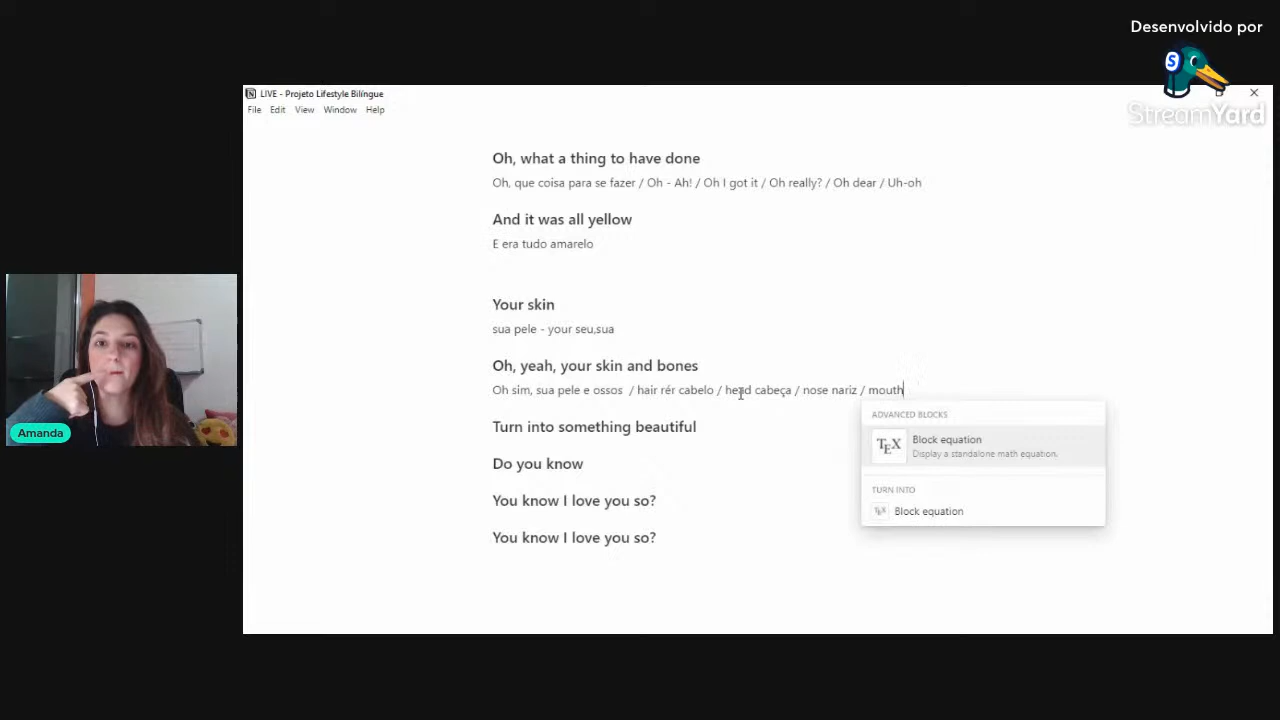 Desenvolvido por
S
StreamYard
LIVE - Projeto Lifestyle Bilíngue
File Edit View Window Help
Oh, what a thing to have done
Oh, que coisa para se fazer / Oh - Ah! / Oh I got it / Oh really? / Oh dear / Uh-oh
And it was all yellow
E era tudo amarelo
Your skin
sua pele - your seu,sua
Oh, yeah, your skin and bones
Oh sim, sua pele e ossos / hair rér cabelo / head cabeça / nose nariz / mouth
Turn into something beautiful
Do you know
You know I love you so?
You know I love you so?
ADVANCED BLOCKS
TEX
Block equation
Display a standalone math equation.
TURN INTO
TEX Block equation
Amanda